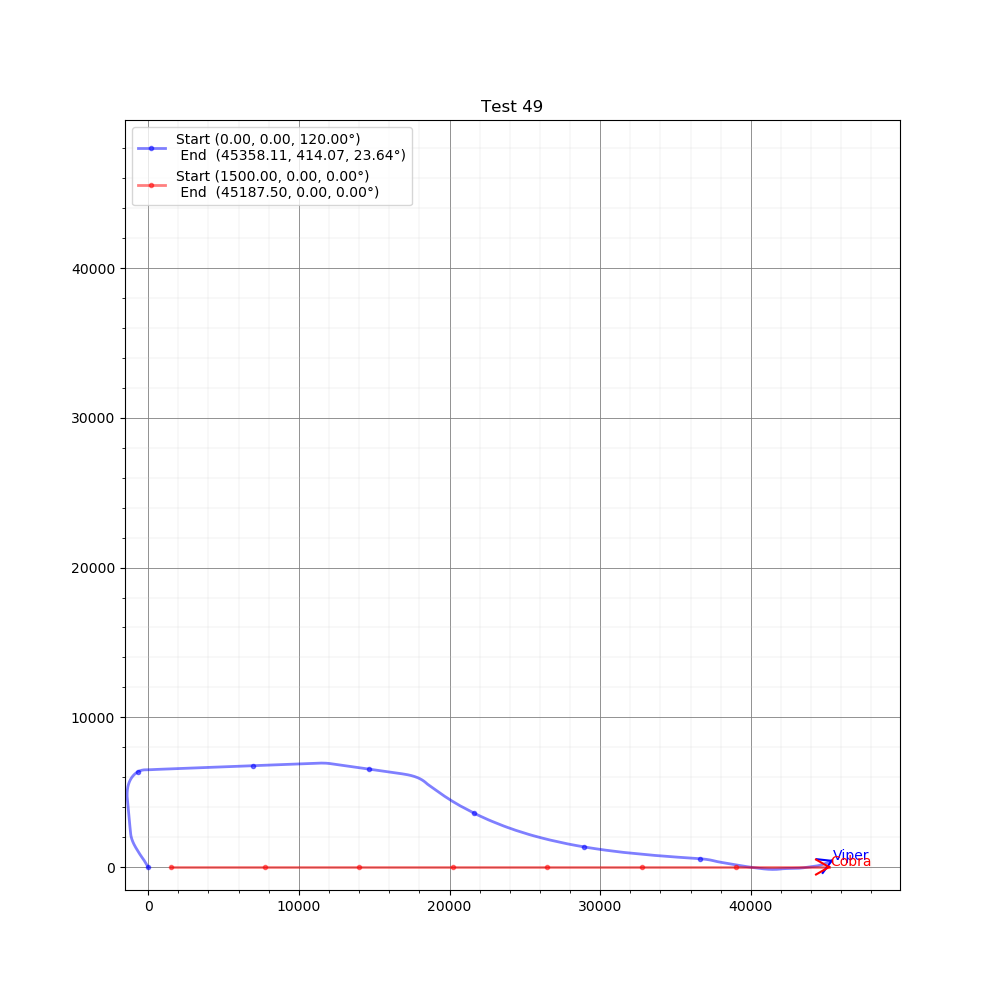 Test 49
Start (0.00, 0.00, 120.00°)
End  (45358.11, 414.07, 23.64°)
Start (1500.00, 0.00, 0.00°)
End  (45187.50, 0.00, 0.00°)
40000
30000
20000
10000
0
Viper
Cobra
0 10000 20000 30000 40000